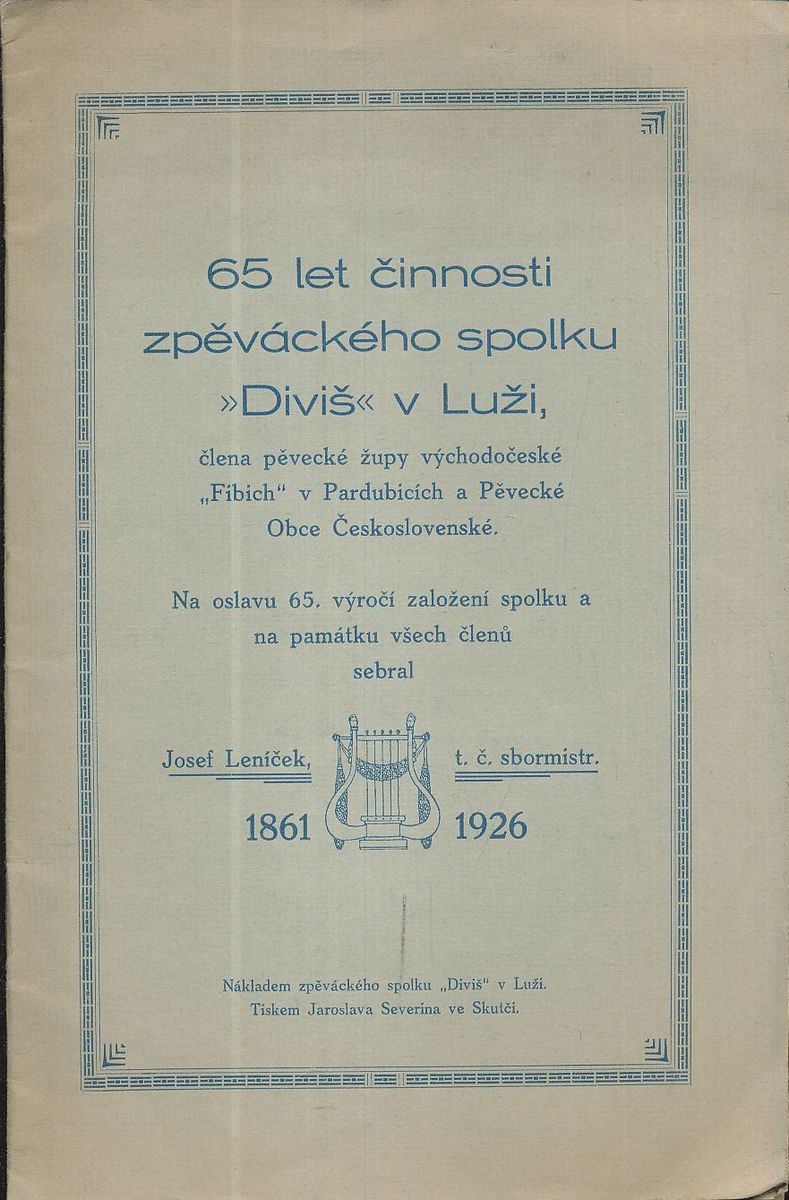 65 let činnosti
zpěváckého spolku
»Diviš« v Luži,
člena pěvecké župy východočeské
„Fibich“ v Pardubicích a Pěvecké
Obce Československé.
Na oslavu 65. výročí založení spolku a
na památku všech členů
sebral
Josef Leníček, t. č. sbormistr.
1861 1926
Nákladem zpěváckého spolku „Diviš“ v Luži.
Tiskem Jaroslava Severina ve Skutči.